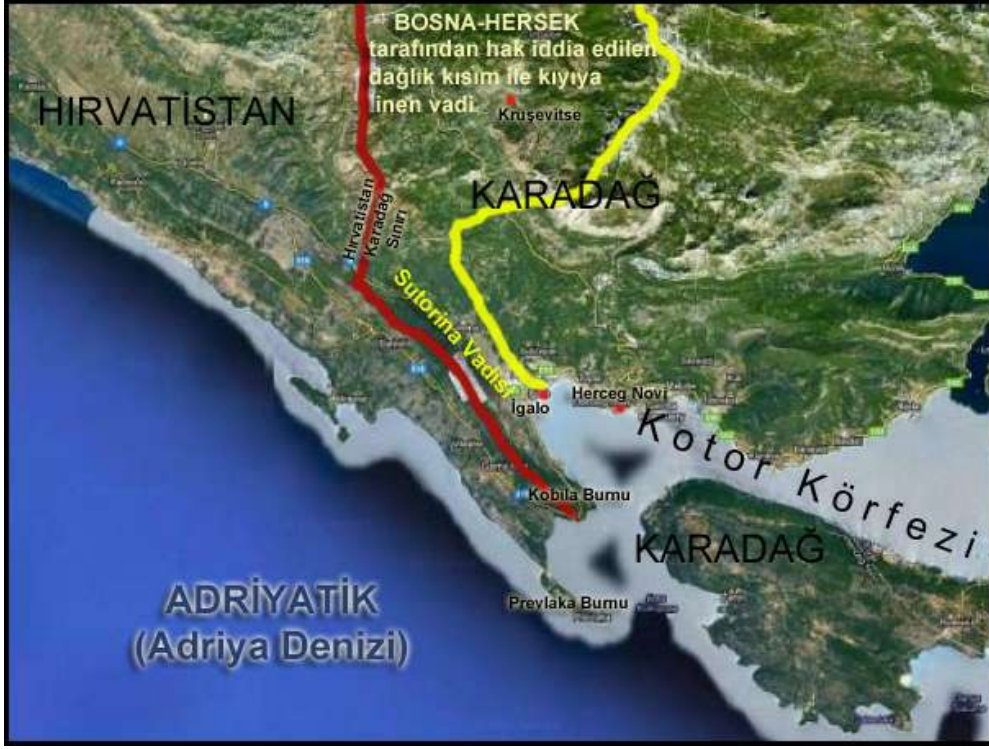 BOSNA-HERSEK
tarafından hak iddia edilen
dağlık kısım ile kıyıya
inen vadi
HIRVATİSTAN
Kruşevitse
KARADAĞ
Hırvatistan
Karadağ
Sınırı
Sutorina Vadisi
İgalo
Herceg Novi
Kotor Körfezi
Kobila Burnu
KARADAĞ
Prevlaka Burnu
ADRİYATİK
(Adriya Denizi)